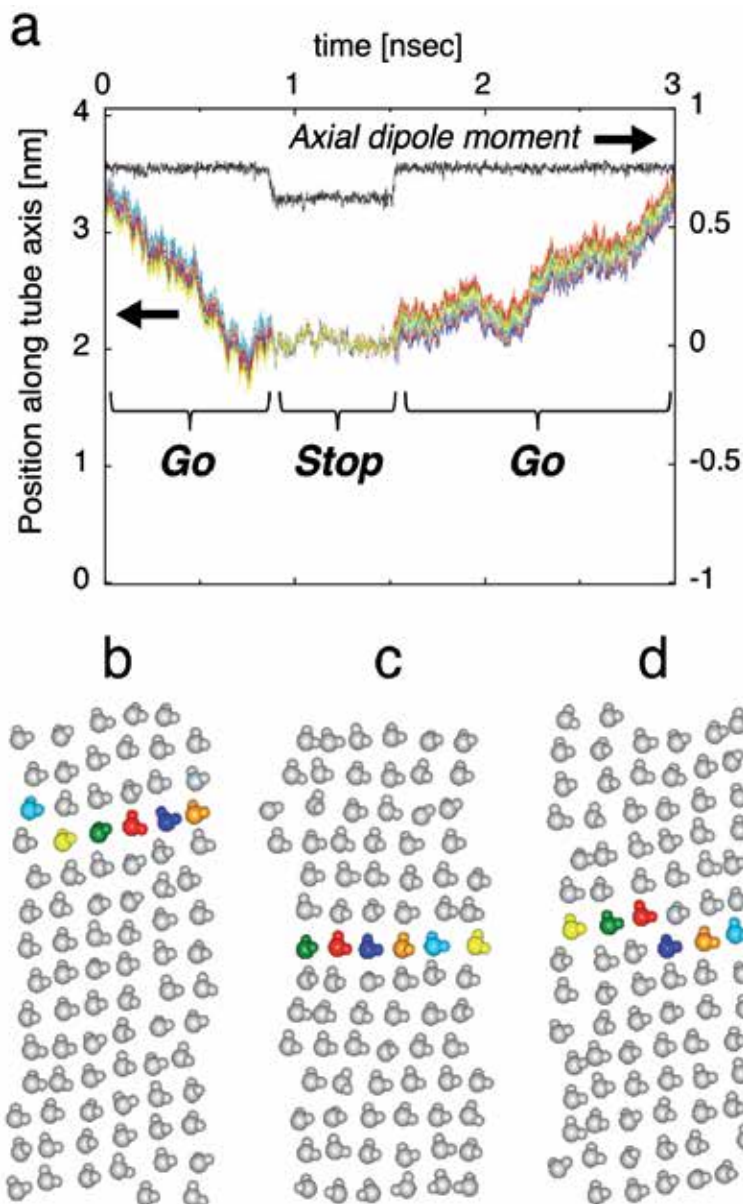 a
time [nsec]
0 1 2 3
4 1
Axial dipole moment
3 0.5
2 0
Go Stop Go
1 -0.5
0 -1
Position along tube axis [nm]
b c d